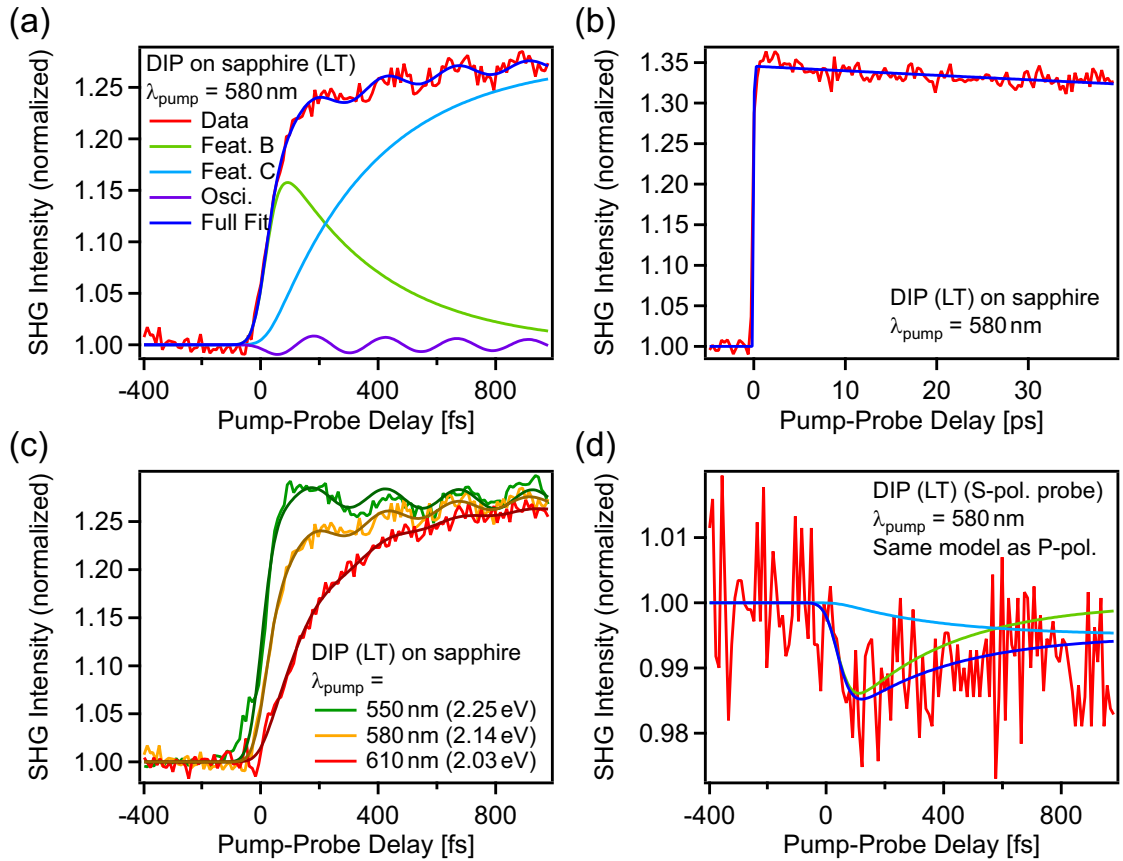 (a)
SHG Intensity (normalized)
1.25
1.20
1.15
1.10
1.05
1.00
DIP on sapphire (LT)
λpump = 580 nm
Data
Feat. B
Feat. C
Osci.
Full Fit
-400
0
400
800
Pump-Probe Delay [fs]
(b)
SHG Intensity (normalized)
1.35
1.30
1.25
1.20
1.15
1.10
1.05
1.00
DIP (LT) on sapphire
λpump = 580 nm
0
10
20
30
Pump-Probe Delay [ps]
(c)
SHG Intensity (normalized)
1.25
1.20
1.15
1.10
1.05
1.00
DIP (LT) on sapphire
λpump =
550 nm (2.25 eV)
580 nm (2.14 eV)
610 nm (2.03 eV)
-400
0
400
800
Pump-Probe Delay [fs]
(d)
SHG Intensity (normalized)
1.01
1.00
0.99
0.98
DIP (LT) (S-pol. probe)
λpump = 580 nm
Same model as P-pol.
-400
0
400
800
Pump-Probe Delay [fs]